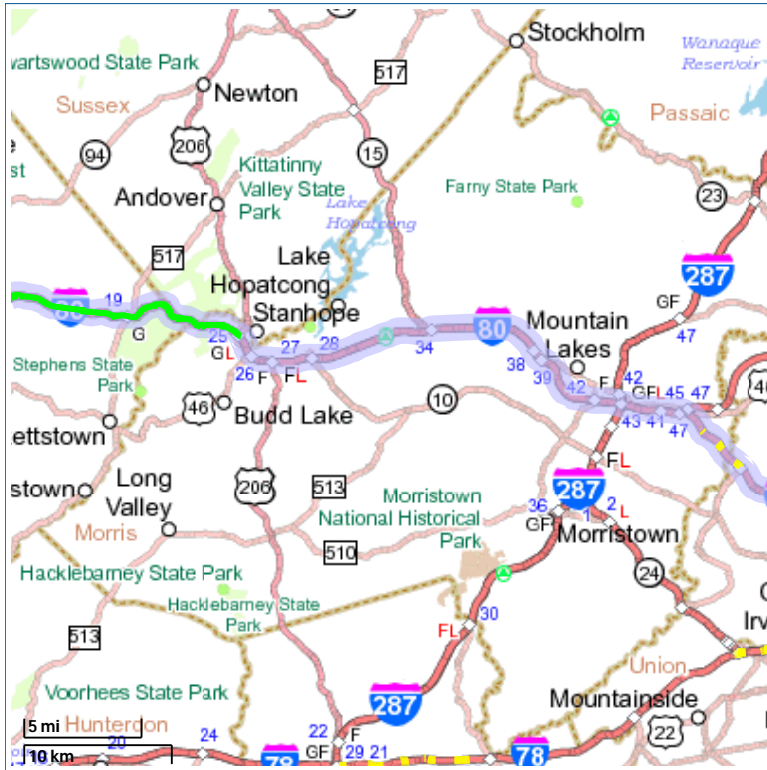 Stockholm
wartswood State Park
517
Wanaque
Reservoir
Newton
Sussex
Passaic
206
15
94
Kittatinny
Valley State
Park
Farny State Park
est
23
Andover
Lake
Hopatcong
517
Lake
Hopatcong
287
GF
19
80
Stanhope
G
25
GL
27
28
34
80
Mountain
Lakes
47
Stephens State
Park
26
F
FL
38
39
42
F
42
GFL
45
47
46
46
Budd Lake
10
43
41
47
ettstown
FL
stown
Long
Valley
206
513
Morristown
National Historical
Park
287
36
GF
1
2
L
Morris
510
Morristown
24
Hacklebarney State Park
Hacklebarney State
Park
513
30
FL
Irv
Union
Voorhees State Park
287
Mountainside
5 mi
Hunterdon
22
F
22
10 km
20
24
GF
29
21
78
78